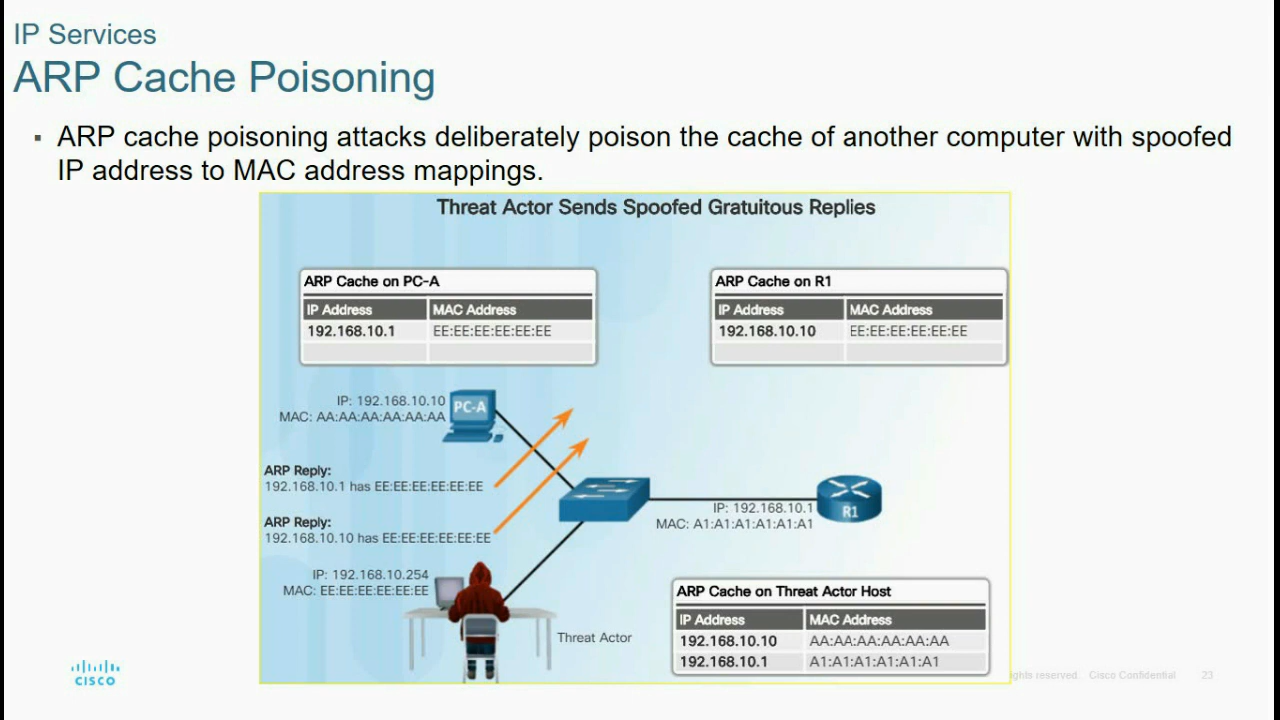 IP Services
ARP Cache Poisoning
▪ ARP cache poisoning attacks deliberately poison the cache of another computer with spoofed
IP address to MAC address mappings.
Threat Actor Sends Spoofed Gratuitous Replies
ARP Cache on PC-A
IP Address MAC Address
192.168.10.1 EE:EE:EE:EE:EE:EE
ARP Cache on R1
IP Address MAC Address
192.168.10.10 EE:EE:EE:EE:EE:EE
IP: 192.168.10.10
MAC: AA:AA:AA:AA:AA:AA
PC-A
ARP Reply:
192.168.10.1 has EE:EE:EE:EE:EE:EE
ARP Reply:
192.168.10.10 has EE:EE:EE:EE:EE:EE
IP: 192.168.10.1
MAC: A1:A1:A1:A1:A1:A1
R1
IP: 192.168.10.254
MAC: EE:EE:EE:EE:EE:EE
Threat Actor
ARP Cache on Threat Actor Host
IP Address MAC Address
192.168.10.10 AA:AA:AA:AA:AA:AA
192.168.10.1 A1:A1:A1:A1:A1:A1
CISCO
reserved. Cisco Confidential 23